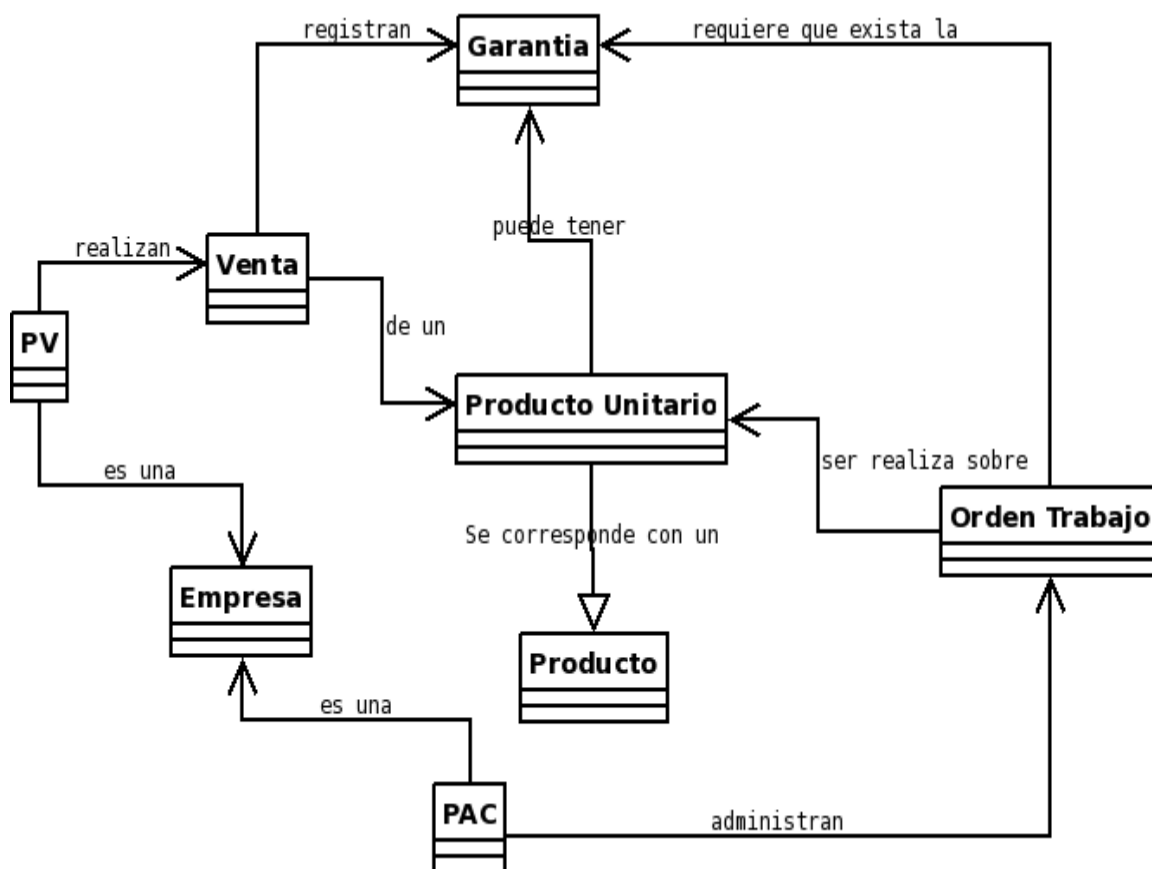 registran
Garantia
requiere que exista la
puede tener
realizan
Venta
de un
PV
Producto Unitario
ser realiza sobre
es una
Orden Trabajo
Se corresponde con un
Empresa
Producto
es una
PAC
administran